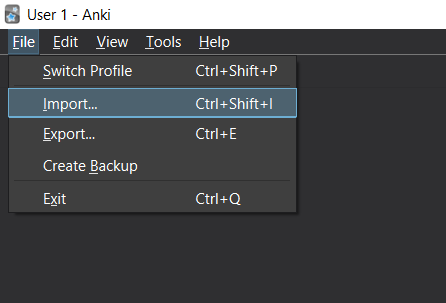 User 1 - Anki
File Edit View Tools Help
Switch Profile Ctrl+Shift+P
Import... Ctrl+Shift+I
Export... Ctrl+E
Create Backup
Exit Ctrl+Q